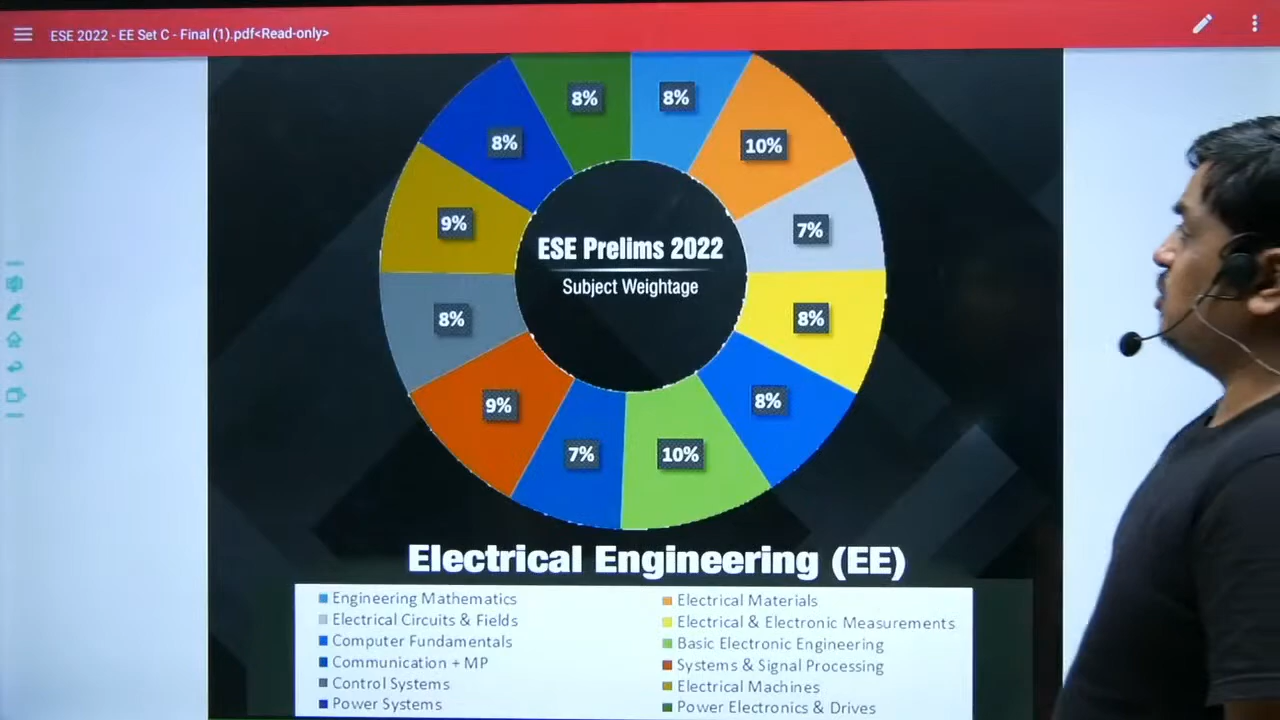 ESE 2022 - EE Set C - Final (1).pdf<Read-only>
8%
8%
8%
10%
9%
7%
ESE Prelims 2022
Subject Weightage
8%
8%
9%
8%
7%
10%
Electrical Engineering (EE)
Engineering Mathematics
Electrical Materials
Electrical Circuits & Fields
Electrical & Electronic Measurements
Computer Fundamentals
Basic Electronic Engineering
Communication + MP
Systems & Signal Processing
Control Systems
Electrical Machines
Power Systems
Power Electronics & Drives